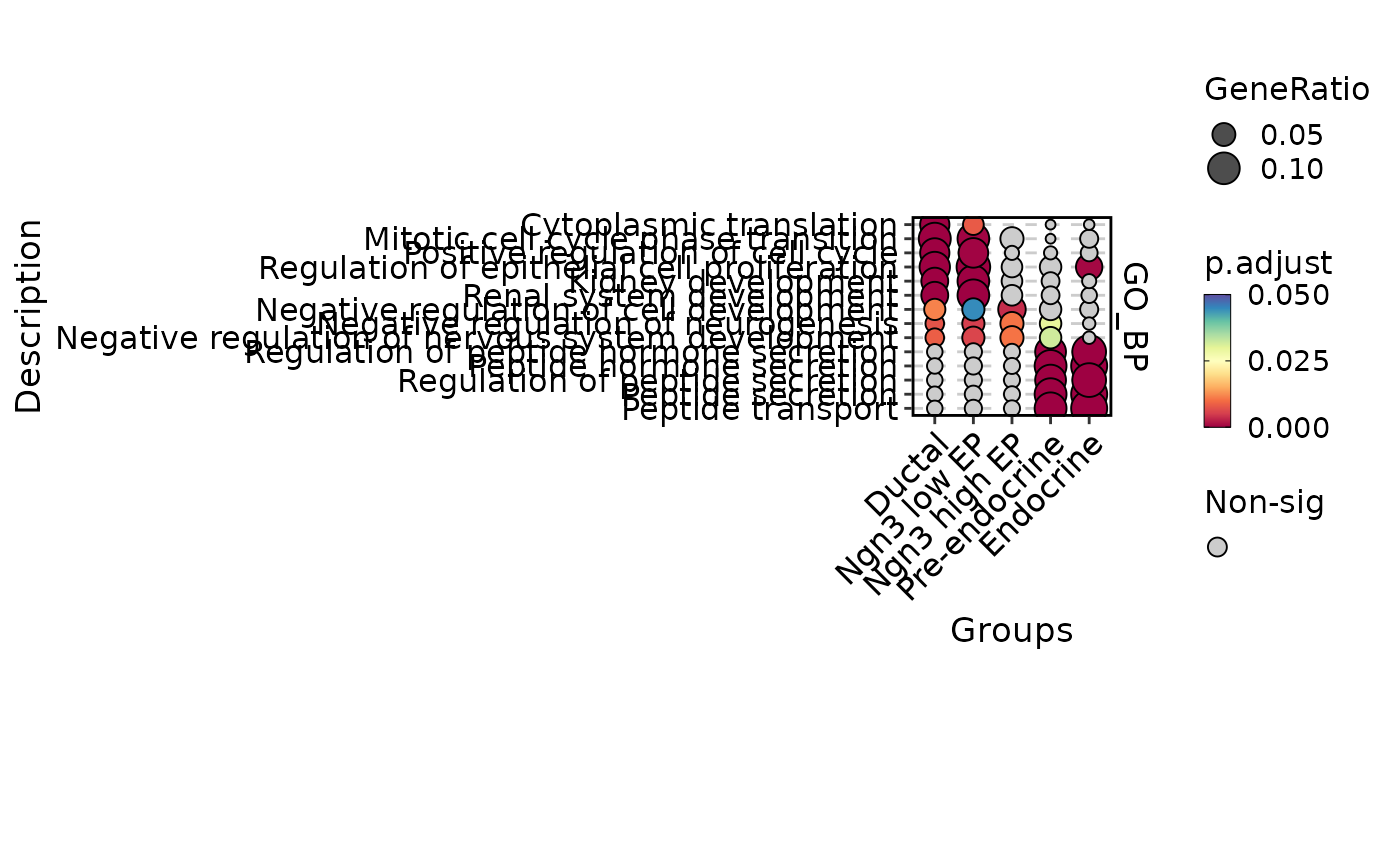 GeneRatio
0.05
0.10
p.adjust
0.050
0.025
0.000
Non-sig
Description
Cytoplasmic translation
Mitotic cell cycle phase transition
Positive regulation of cell cycle
Regulation of epithelial cell proliferation
Kidney development
Renal system development
Negative regulation of cell development
Negative regulation of neurogenesis
Negative regulation of nervous system development
Regulation of peptide hormone secretion
Peptide hormone secretion
Regulation of peptide secretion
Peptide secretion
Peptide transport
GO_BP
Ductal
Ngn3 low EP
Ngn3 high EP
Pre-endocrine
Endocrine
Groups